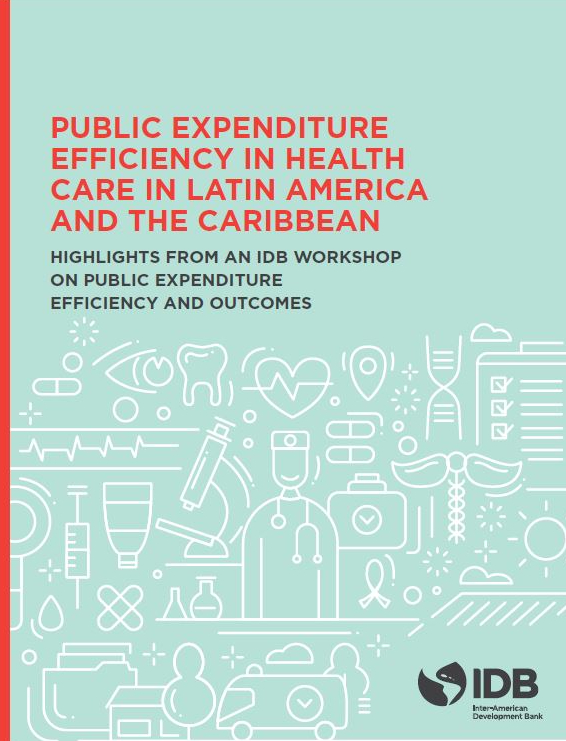 PUBLIC EXPENDITURE
EFFICIENCY IN HEALTH
CARE IN LATIN AMERICA
AND THE CARIBBEAN
HIGHLIGHTS FROM AN IDB WORKSHOP
ON PUBLIC EXPENDITURE
EFFICIENCY AND OUTCOMES
IDB
Inter-American
Development Bank